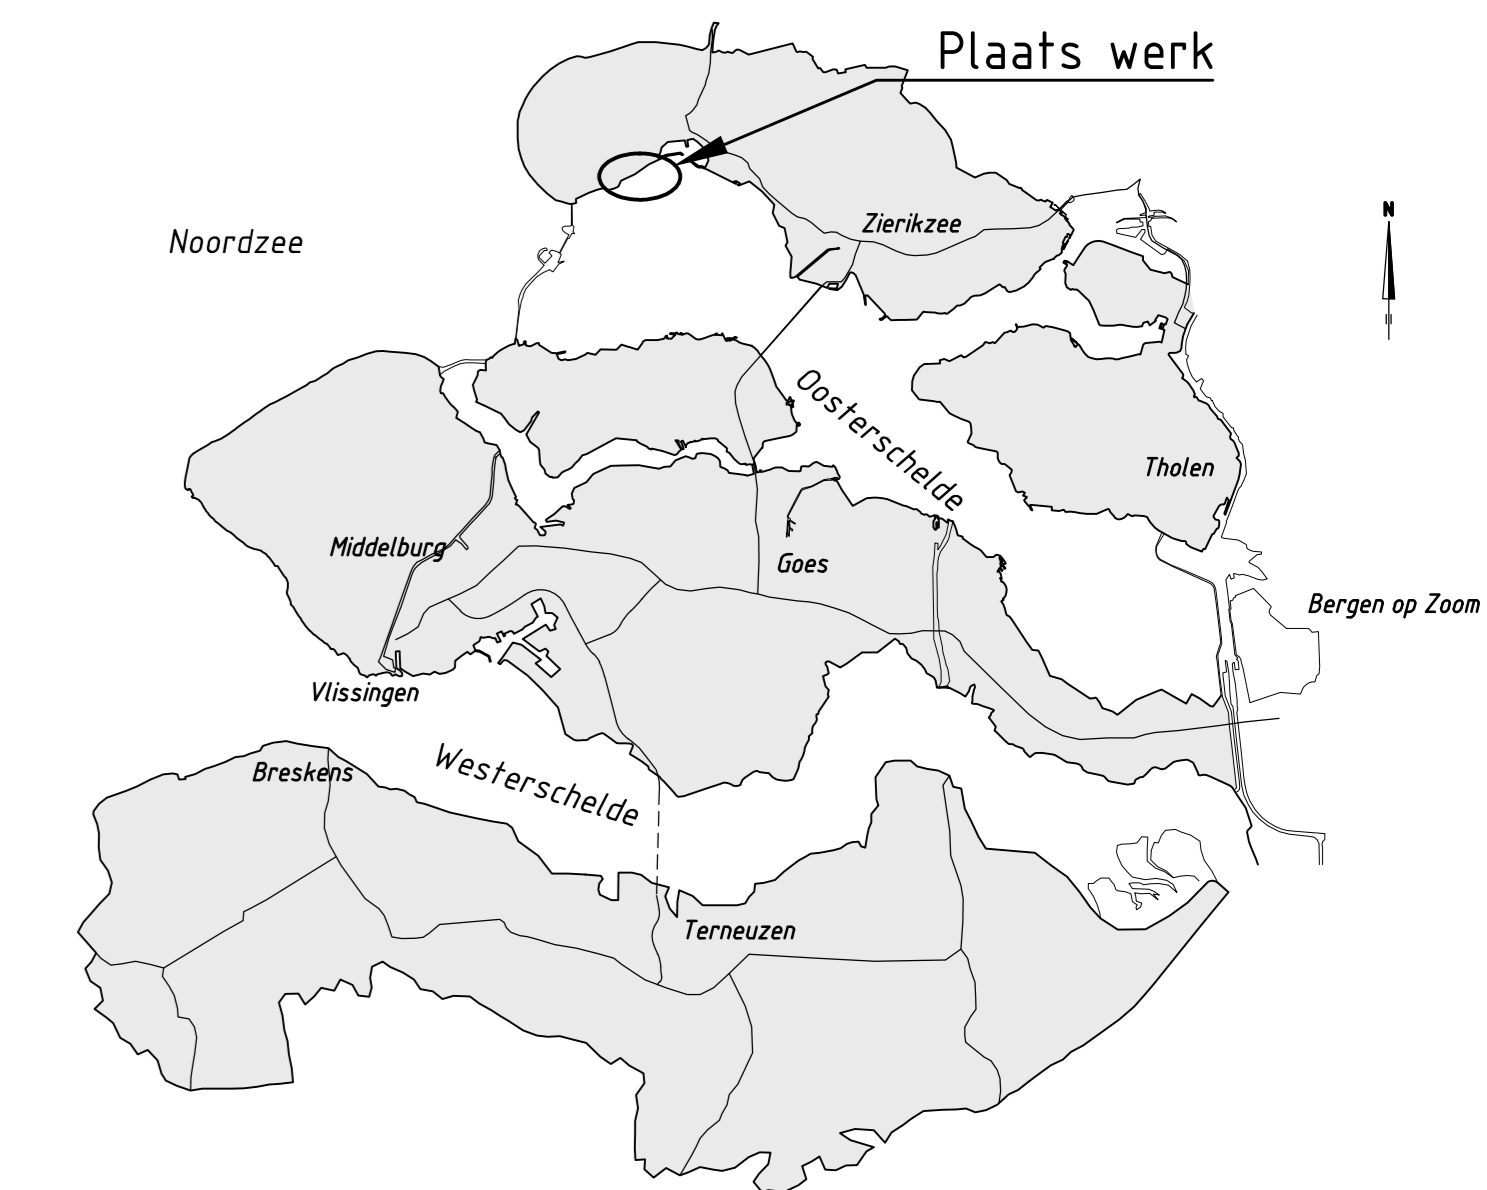 Plaats werk
N
Zierikzee
Noordzee
Oosterschelde
Tholen
Middelburg
Goes
Bergen op Zoom
Vlissingen
Westerschelde
Breskens
Terneuzen